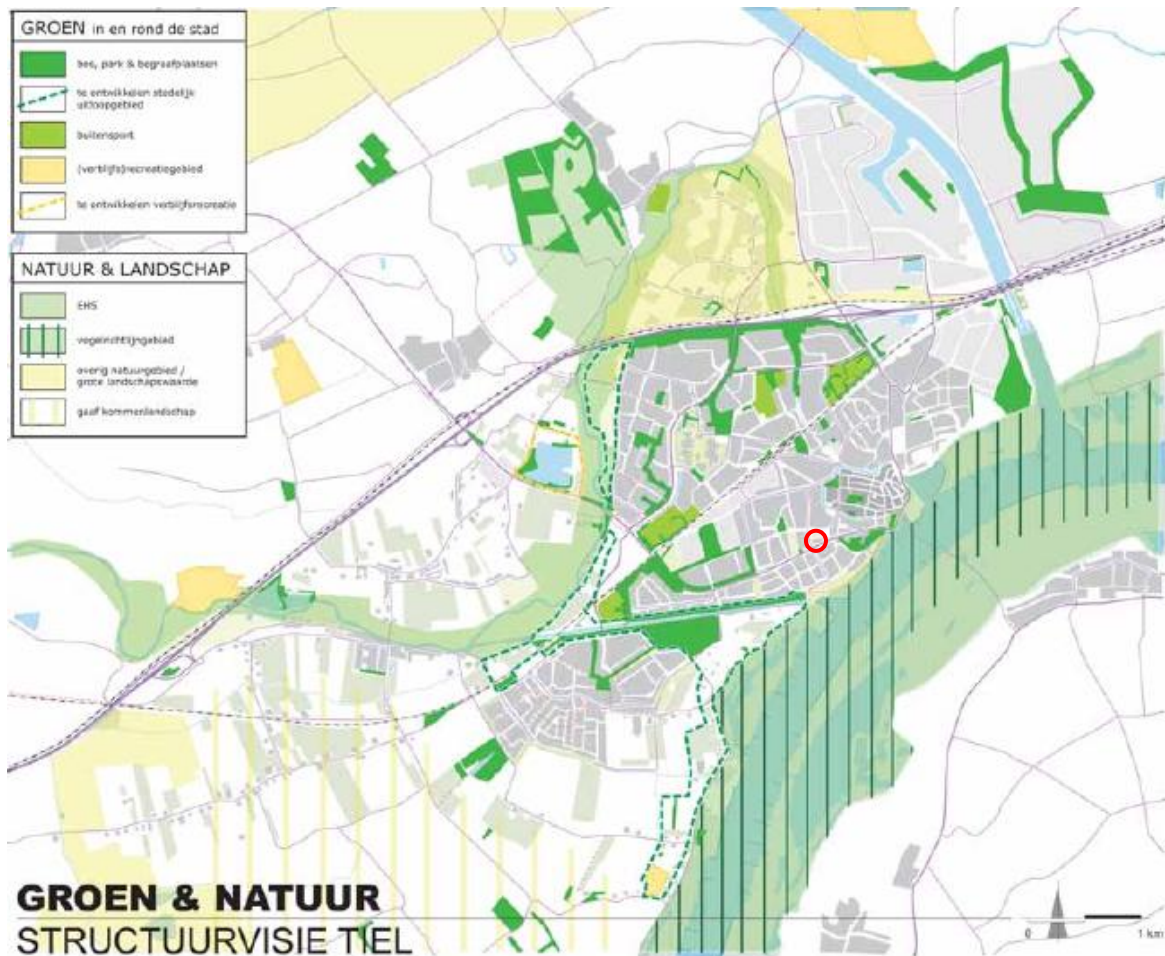 GROEN in en rond de stad
bos, park & begraafplaatsen
te ontwikkelen stedelijk
uitloopgebied
buitensport
(verblijfs)recreatiegebied
te ontwikkelen verblijfsrecreatie
NATUUR & LANDSCHAP
EHS
vogelrichtlijngebied
overig natuurgebied /
grote landschapswaarde
gaaf kommenlandschap
GROEN & NATUUR
STRUCTUURVISIE TIEL
0 1 km